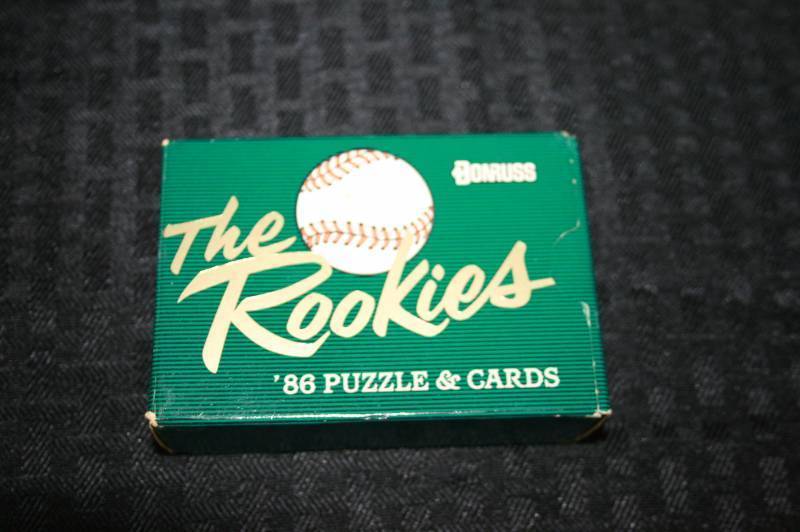 DONRUSS
The
Rookies
'86 PUZZLE & CARDS